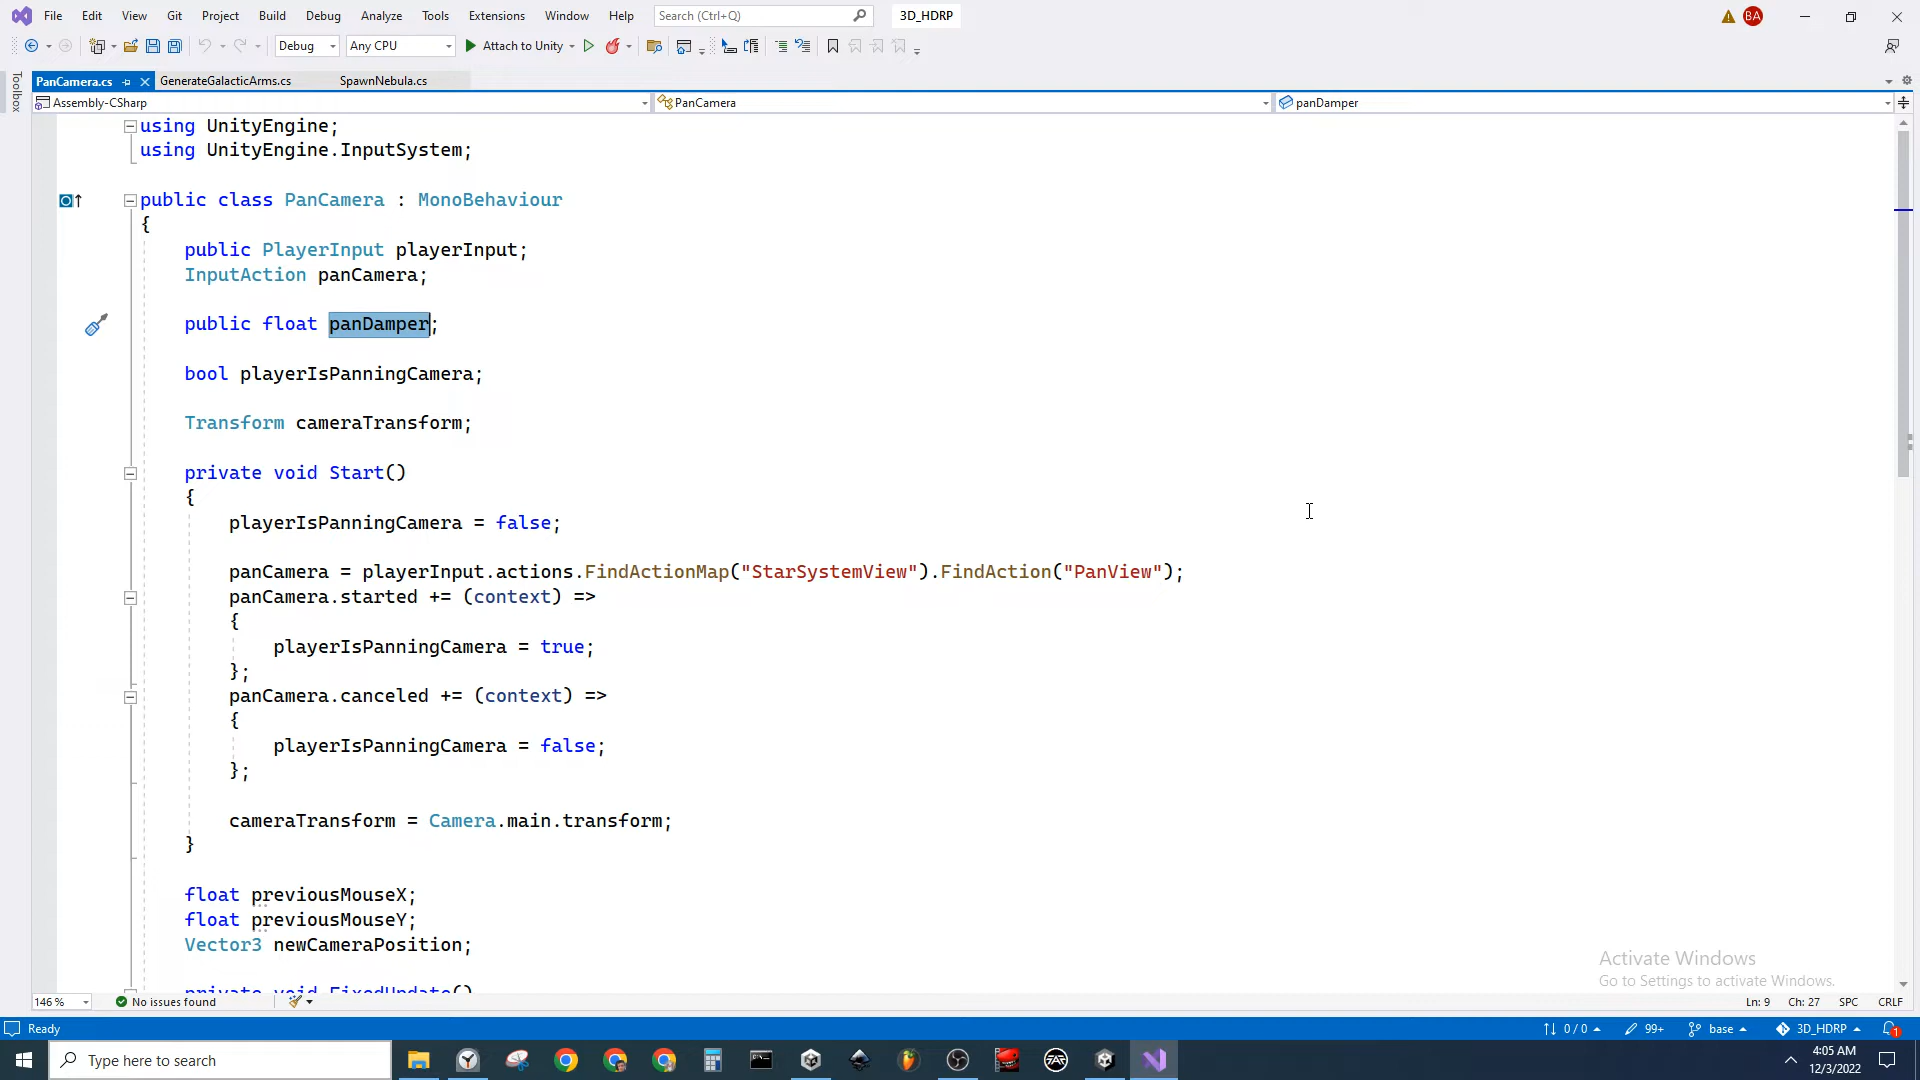 File Edit View Git Project Build Debug Analyze Tools Extensions Window Help Search (Ctrl+Q) 3D_HDRP BA
Debug Any CPU Attach to Unity
Toolbox
PanCamera.cs GenerateGalacticArms.cs SpawnNebula.cs
Assembly-CSharp PanCamera panDamper
using UnityEngine;
using UnityEngine.InputSystem;
public class PanCamera : MonoBehaviour
{
public PlayerInput playerInput;
InputAction panCamera;
public float panDamper;
bool playerIsPanningCamera;
Transform cameraTransform;
private void Start()
{
playerIsPanningCamera = false;
panCamera = playerInput.actions.FindActionMap("StarSystemView").FindAction("PanView");
panCamera.started += (context) =>
{
playerIsPanningCamera = true;
};
panCamera.canceled += (context) =>
{
playerIsPanningCamera = false;
};
cameraTransform = Camera.main.transform;
}
float previousMouseX;
float previousMouseY;
Vector3 newCameraPosition;
private void FixedUpdate()
Activate Windows
Go to Settings to activate Windows.
146 % No issues found Ln: 9 Ch: 27 SPC CRLF
Ready 0 / 0 99+ base 3D_HDRP 1
Type here to search 4:05 AM
12/3/2022